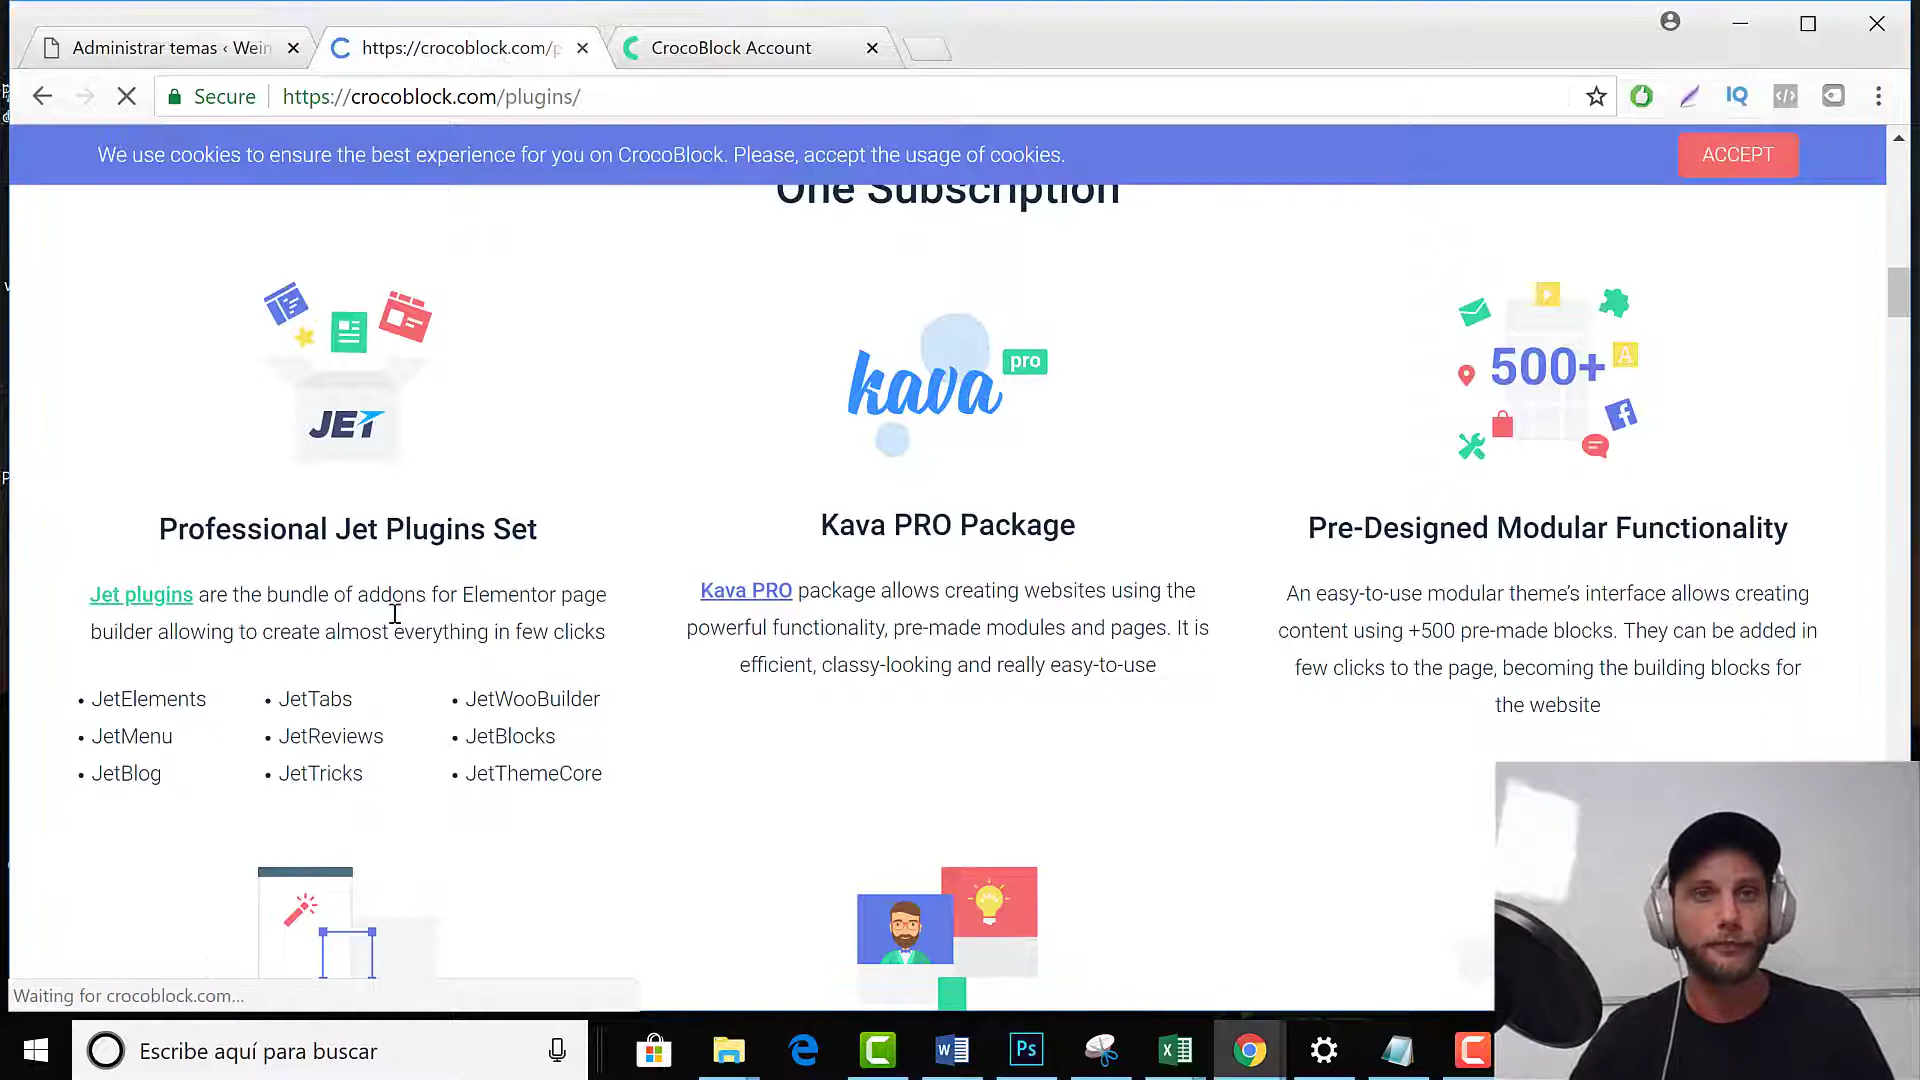 Administrar temas ‹ Wein
https://crocoblock.com/p
CrocoBlock Account
Secure
https://crocoblock.com/plugins/
IQ
We use cookies to ensure the best experience for you on CrocoBlock. Please, accept the usage of cookies.
ACCEPT
One Subscription
JET
kava
pro
500+
A
Professional Jet Plugins Set
Kava PRO Package
Pre-Designed Modular Functionality
Jet plugins are the bundle of addons for Elementor page
builder allowing to create almost everything in few clicks
Kava PRO package allows creating websites using the
powerful functionality, pre-made modules and pages. It is
efficient, classy-looking and really easy-to-use
An easy-to-use modular theme’s interface allows creating
content using +500 pre-made blocks. They can be added in
few clicks to the page, becoming the building blocks for
the website
• JetElements
• JetMenu
• JetBlog
• JetTabs
• JetReviews
• JetTricks
• JetWooBuilder
• JetBlocks
• JetThemeCore
Waiting for crocoblock.com...
Escribe aquí para buscar
Ps